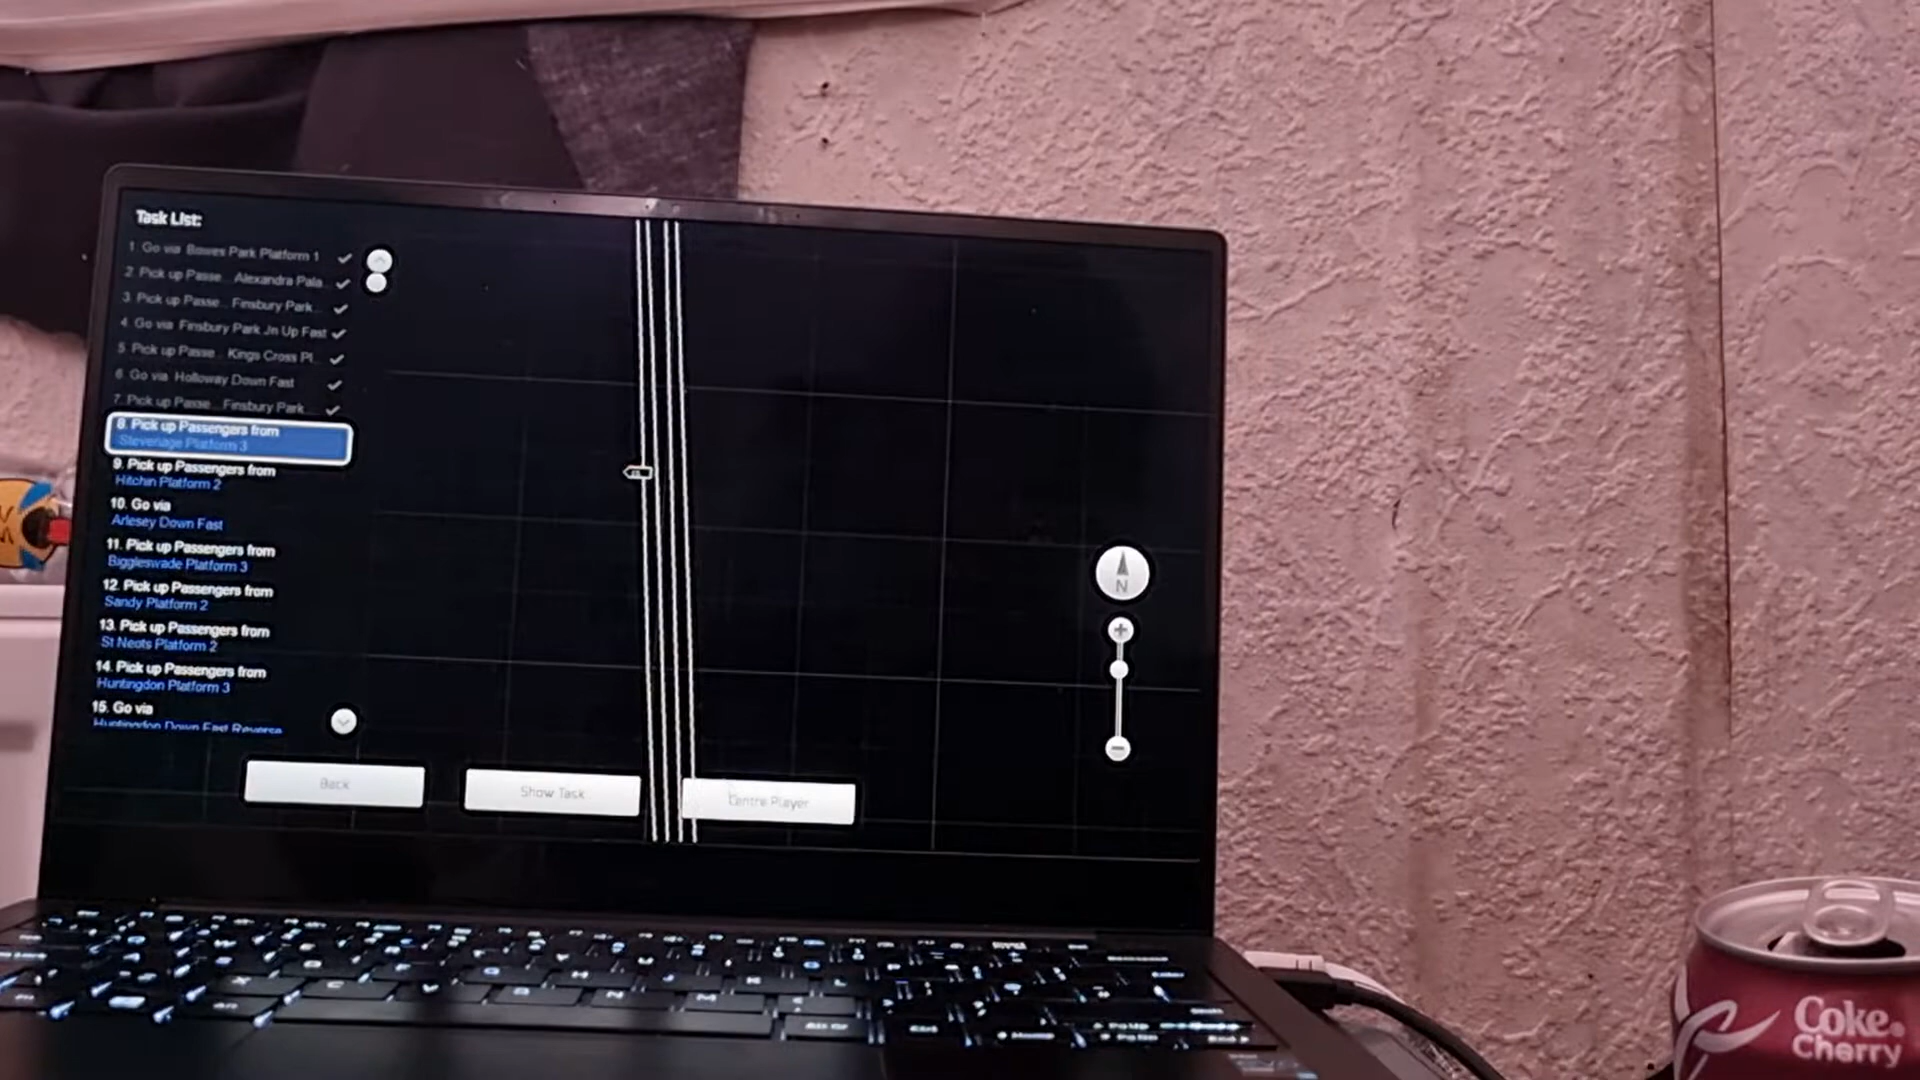 Task List:
1. Go via Bowes Park Platform 1
2. Pick up Passe... Alexandra Pala...
3. Pick up Passe... Finsbury Park...
4. Go via Finsbury Park Jn Up Fast
5. Pick up Passe... Kings Cross Pl...
6. Go via Holloway Down Fast
7. Pick up Passe... Finsbury Park...
8. Pick up Passengers from
Stevenage Platform 3
9. Pick up Passengers from
Hitchin Platform 2
10. Go via
Arlesey Down Fast
11. Pick up Passengers from
Biggleswade Platform 3
12. Pick up Passengers from
Sandy Platform 2
13. Pick up Passengers from
St Neots Platform 2
14. Pick up Passengers from
Huntingdon Platform 3
15. Go via
Huntingdon Down Fast Reverse
N
Back
Show Task
Centre Player
Coke
Cherry